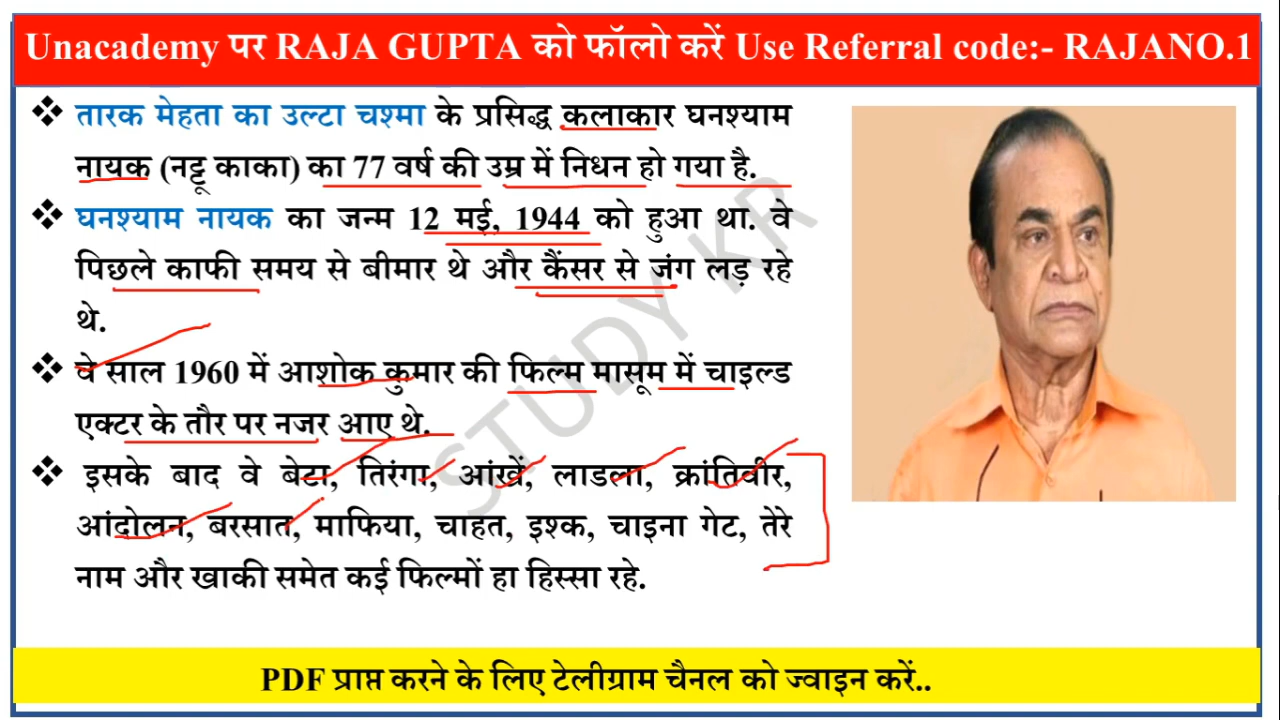 Unacademy पर RAJA GUPTA को फॉलो करें Use Referral code:- RAJANO.1
❖ तारक मेहता का उल्टा चश्मा के प्रसिद्ध कलाकार घनश्याम
नायक (नट्टू काका) का 77 वर्ष की उम्र में निधन हो गया है.
❖ घनश्याम नायक का जन्म 12 मई, 1944 को हुआ था. वे
पिछले काफी समय से बीमार थे और कैंसर से जंग लड़ रहे
थे.
❖ वे साल 1960 में आशोक कुमार की फिल्म मासूम में चाइल्ड
एक्टर के तौर पर नजर आए थे.
❖ इसके बाद वे बेटा, तिरंगा, आंखें, लाडला, क्रांतिवीर,
आंदोलन, बरसात, माफिया, चाहत, इश्क, चाइना गेट, तेरे
नाम और खाकी समेत कई फिल्मों हा हिस्सा रहे.
STUDY KR
PDF प्राप्त करने के लिए टेलीग्राम चैनल को ज्वाइन करें..